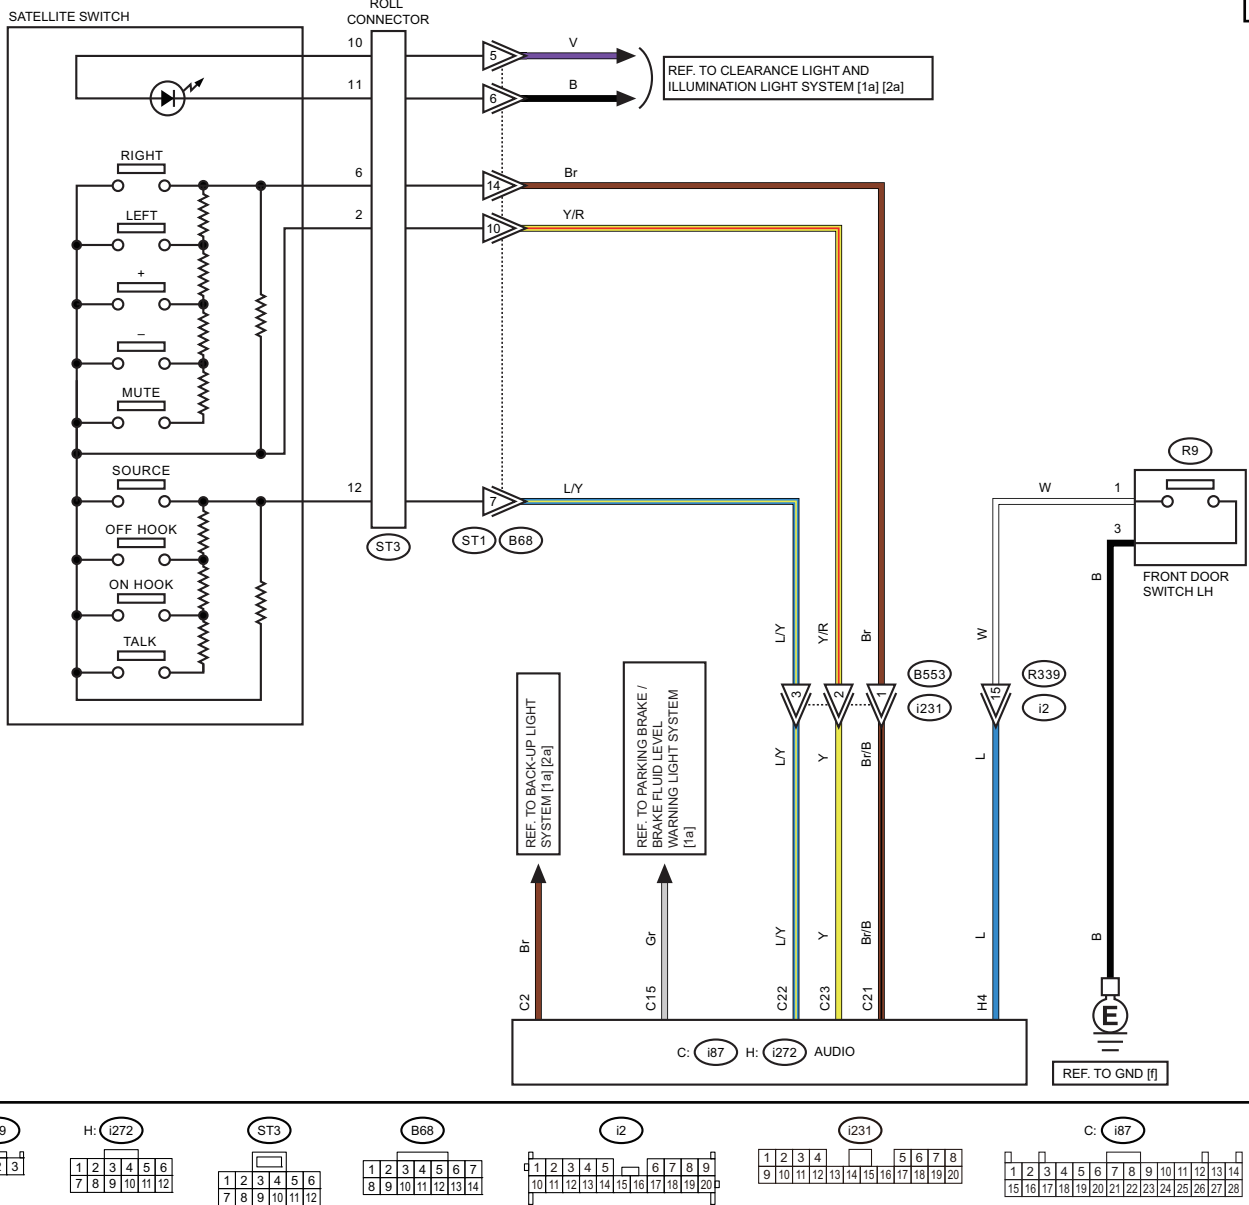 SATELLITE SWITCH
ROLL
CONNECTOR
10
5
V
REF. TO CLEARANCE LIGHT AND
ILLUMINATION LIGHT SYSTEM [1a] [2a]
11
6
B
RIGHT
6
14
Br
LEFT
2
10
Y/R
+
–
MUTE
SOURCE
12
7
L/Y
OFF HOOK
ST3
ST1
B68
ON HOOK
TALK
R9
W
1
3
B
FRONT DOOR
SWITCH LH
L/Y
Y/R
Br
W
3
2
1
B553
i231
15
R339
i2
REF. TO BACK-UP LIGHT
SYSTEM [1a] [2a]
REF. TO PARKING BRAKE /
BRAKE FLUID LEVEL
WARNING LIGHT SYSTEM
[1a]
L/Y
Y
Br/B
L
Br
Gr
L/Y
Y
Br/B
L
B
C2
C15
C22
C23
C21
H4
E
C: i87 H: i272 AUDIO
REF. TO GND [f]
9
2 3
H: i272
1 2 3 4 5 6
7 8 9 10 11 12
ST3
1 2 3 4 5 6
7 8 9 10 11 12
B68
1 2 3 4 5 6 7
8 9 10 11 12 13 14
i2
1 2 3 4 5 6 7 8 9
10 11 12 13 14 15 16 17 18 19 20
i231
1 2 3 4 5 6 7 8
9 10 11 12 13 14 15 16 17 18 19 20
C: i87
1 2 3 4 5 6 7 8 9 10 11 12 13 14
15 16 17 18 19 20 21 22 23 24 25 26 27 28